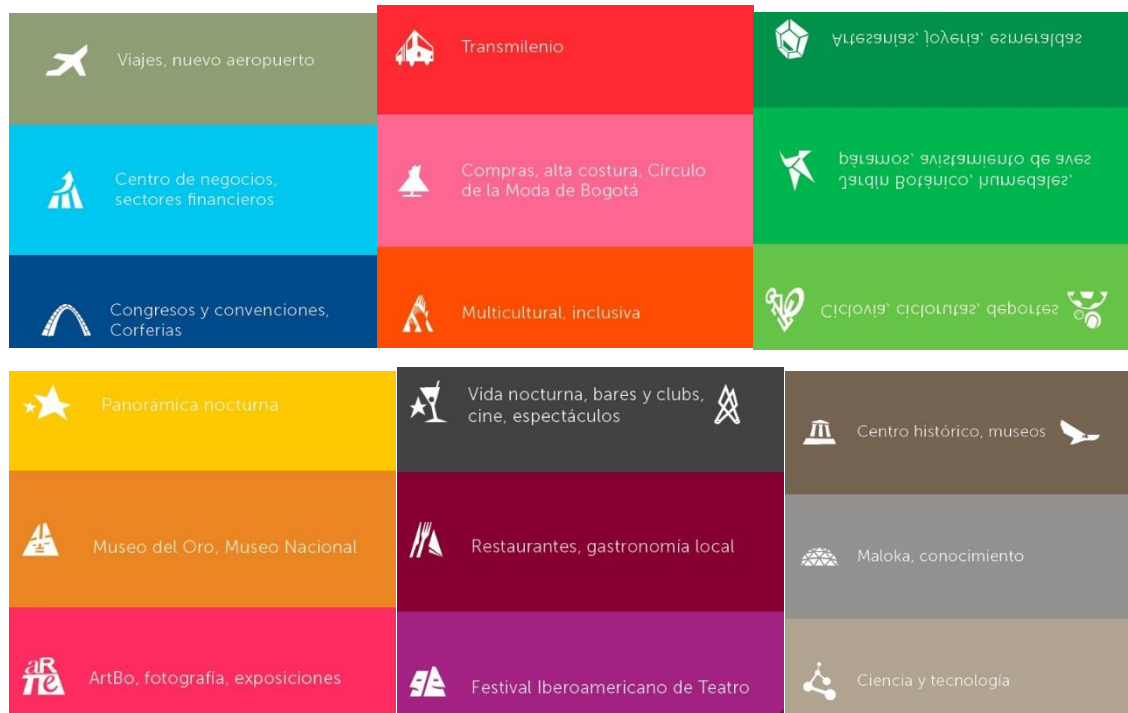 Viajes, nuevo aeropuerto
Centro de negocios,
sectores financieros
Congresos y convenciones,
Corferias
Transmilenio
Compras, alta costura, Círculo
de la Moda de Bogotá
Multicultural, inclusiva
Artesanías, joyería, esmeraldas
Jardín Botánico, humedales,
páramos, avistamiento de aves
Ciclovía, ciclorutas, deportes
Panorámica nocturna
Museo del Oro, Museo Nacional
aR
Te
ArtBo, fotografía, exposiciones
Vida nocturna, bares y clubs,
cine, espectáculos
Restaurantes, gastronomía local
Festival Iberoamericano de Teatro
Centro histórico, museos
Maloka, conocimiento
Ciencia y tecnología